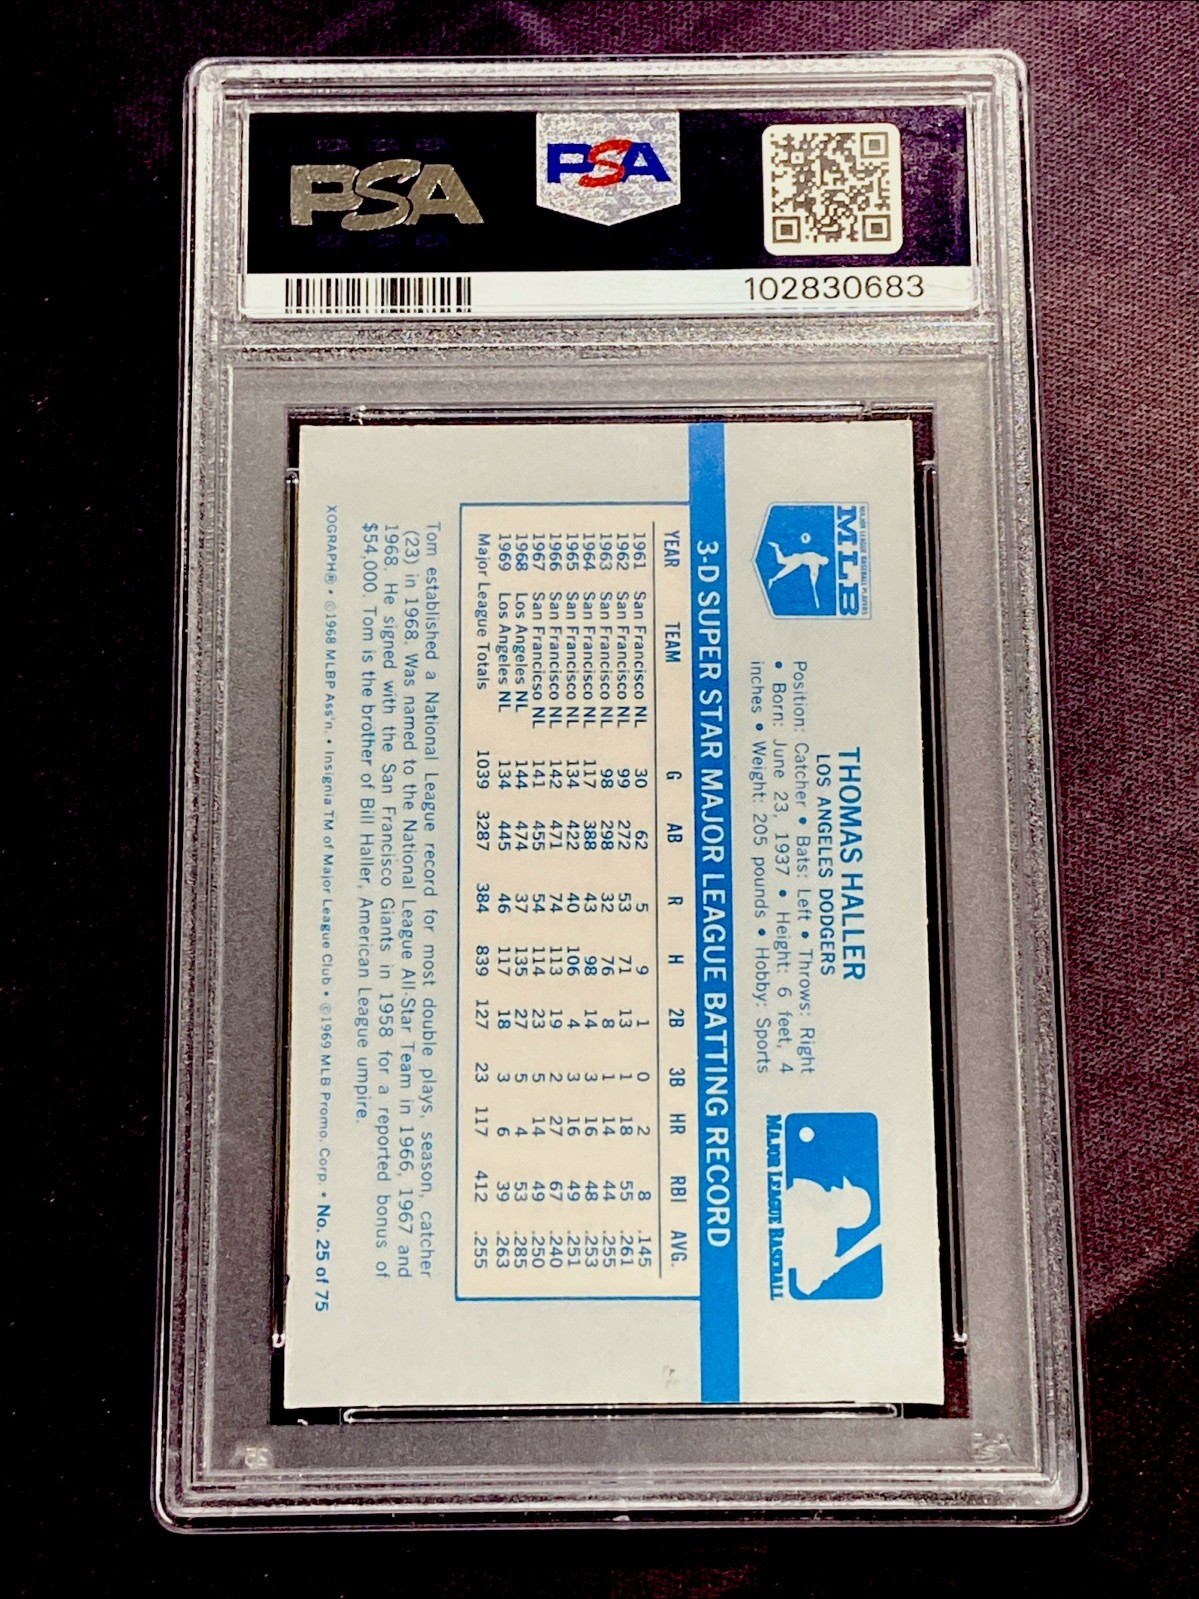 PSA
PSA
102830683
MAJOR LEAGUE BASEBALL PLAYERS
MLB
THOMAS HALLER
LOS ANGELES DODGERS
Position: Catcher • Bats: Left • Throws: Right
• Born: June 23, 1937 • Height: 6 feet, 4
inches • Weight: 205 pounds • Hobby: Sports
MAJOR LEAGUE BASEBALL
3-D SUPER STAR MAJOR LEAGUE BATTING RECORD
YEAR TEAM G AB R H 2B 3B HR RBI AVG.
1961 San Francisco NL 30 62 5 9 1 0 2 8 .145
1962 San Francisco NL 99 272 53 71 13 1 18 55 .261
1963 San Francisco NL 98 298 32 76 8 1 14 44 .255
1964 San Francisco NL 117 388 43 98 14 3 16 48 .253
1965 San Francisco NL 134 422 40 106 4 3 16 49 .251
1966 San Francisco NL 142 471 74 113 19 2 27 67 .240
1967 San Francicso NL 141 455 54 114 23 5 14 49 .250
1968 Los Angeles NL 144 474 37 135 27 5 4 53 .285
1969 Los Angeles NL 134 445 46 117 18 3 6 39 .263
Major League Totals 1039 3287 384 839 127 23 117 412 .255
Tom established a National League record for most double plays, season, catcher
(23) in 1968. Was named to the National League All-Star Team in 1966, 1967 and
1968. He signed with the San Francisco Giants in 1958 for a reported bonus of
$54,000. Tom is the brother of Bill Haller, American League umpire.
XOGRAPH® • ©1968 MLBP Ass'n. • Insignia TM of Major League Club • ©1969 MLB Promo. Corp. • No. 25 of 75